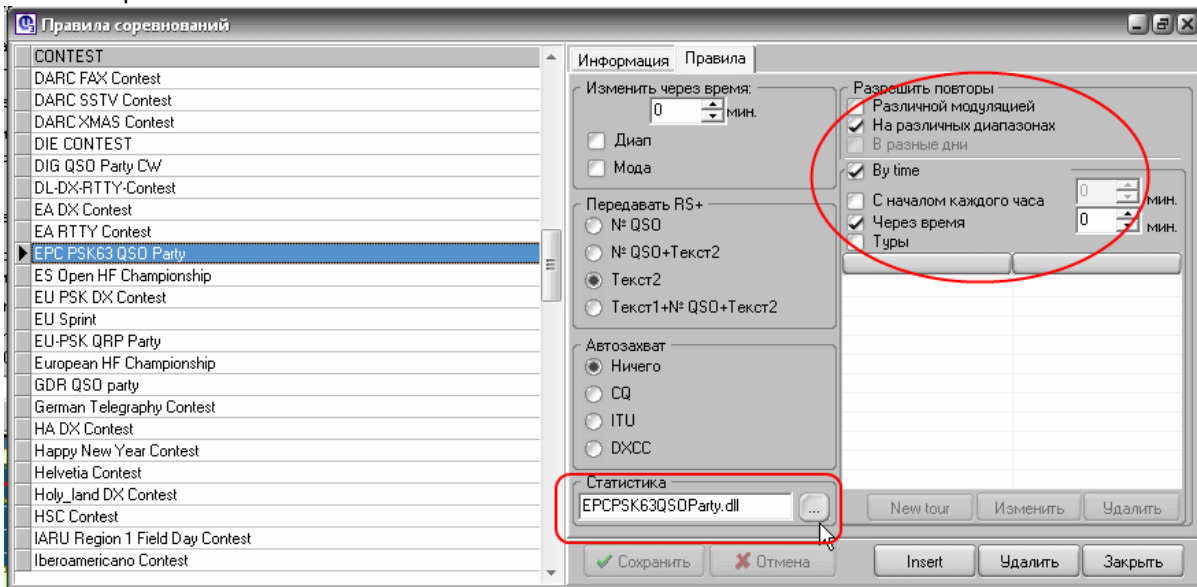 Правила соревнований
CONTEST
DARC FAX Contest
DARC SSTV Contest
DARC XMAS Contest
DIE CONTEST
DIG QSO Party CW
DL-DX-RTTY-Contest
EA DX Contest
EA RTTY Contest
EPC PSK63 QSO Party
ES Open HF Championship
EU PSK DX Contest
EU Sprint
EU-PSK QRP Party
European HF Championship
GDR QSO party
German Telegraphy Contest
HA DX Contest
Happy New Year Contest
Helvetia Contest
Holy_land DX Contest
HSC Contest
IARU Region 1 Field Day Contest
Iberoamericano Contest
Информация Правила
Изменить через время:
0 мин.
Диап
Мода
Передавать RS+
№ QSO
№ QSO+Текст2
Текст2
Текст1+№ QSO+Текст2
Автозахват
Ничего
CQ
ITU
DXCC
Статистика
EPCPSK63QSOParty.dll ...
Разрешить повторы
Различной модуляцией
На различных диапазонах
В разные дни
By time
С началом каждого часа 0 мин.
Через время 0 мин.
Туры
New tour Изменить Удалить
Сохранить Отмена Insert Удалить Закрыть